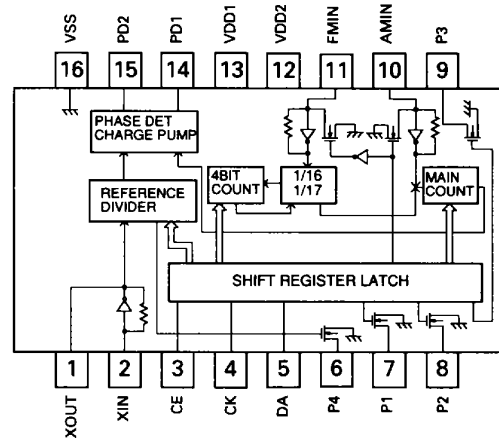 VSS PD2 PD1 VDD1 VDD2 FMIN AMIN P3
16 15 14 13 12 11 10 9
PHASE DET
CHARGE PUMP
REFERENCE
DIVIDER
4BIT
COUNT
1/16
1/17
MAIN
COUNT
SHIFT REGISTER LATCH
1 2 3 4 5 6 7 8
XOUT XIN CE CK DA P4 P1 P2